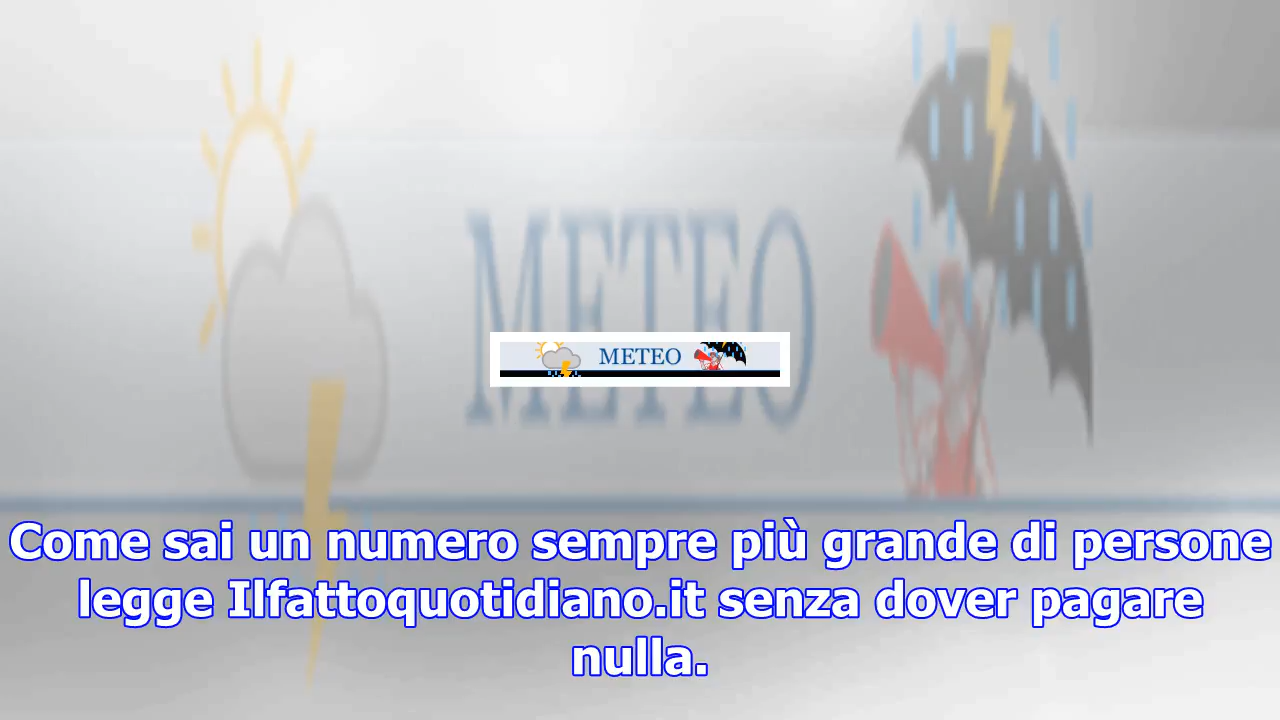 METEO
METEO
Come sai un numero sempre più grande di persone
legge Ilfattoquotidiano.it senza dover pagare
nulla.